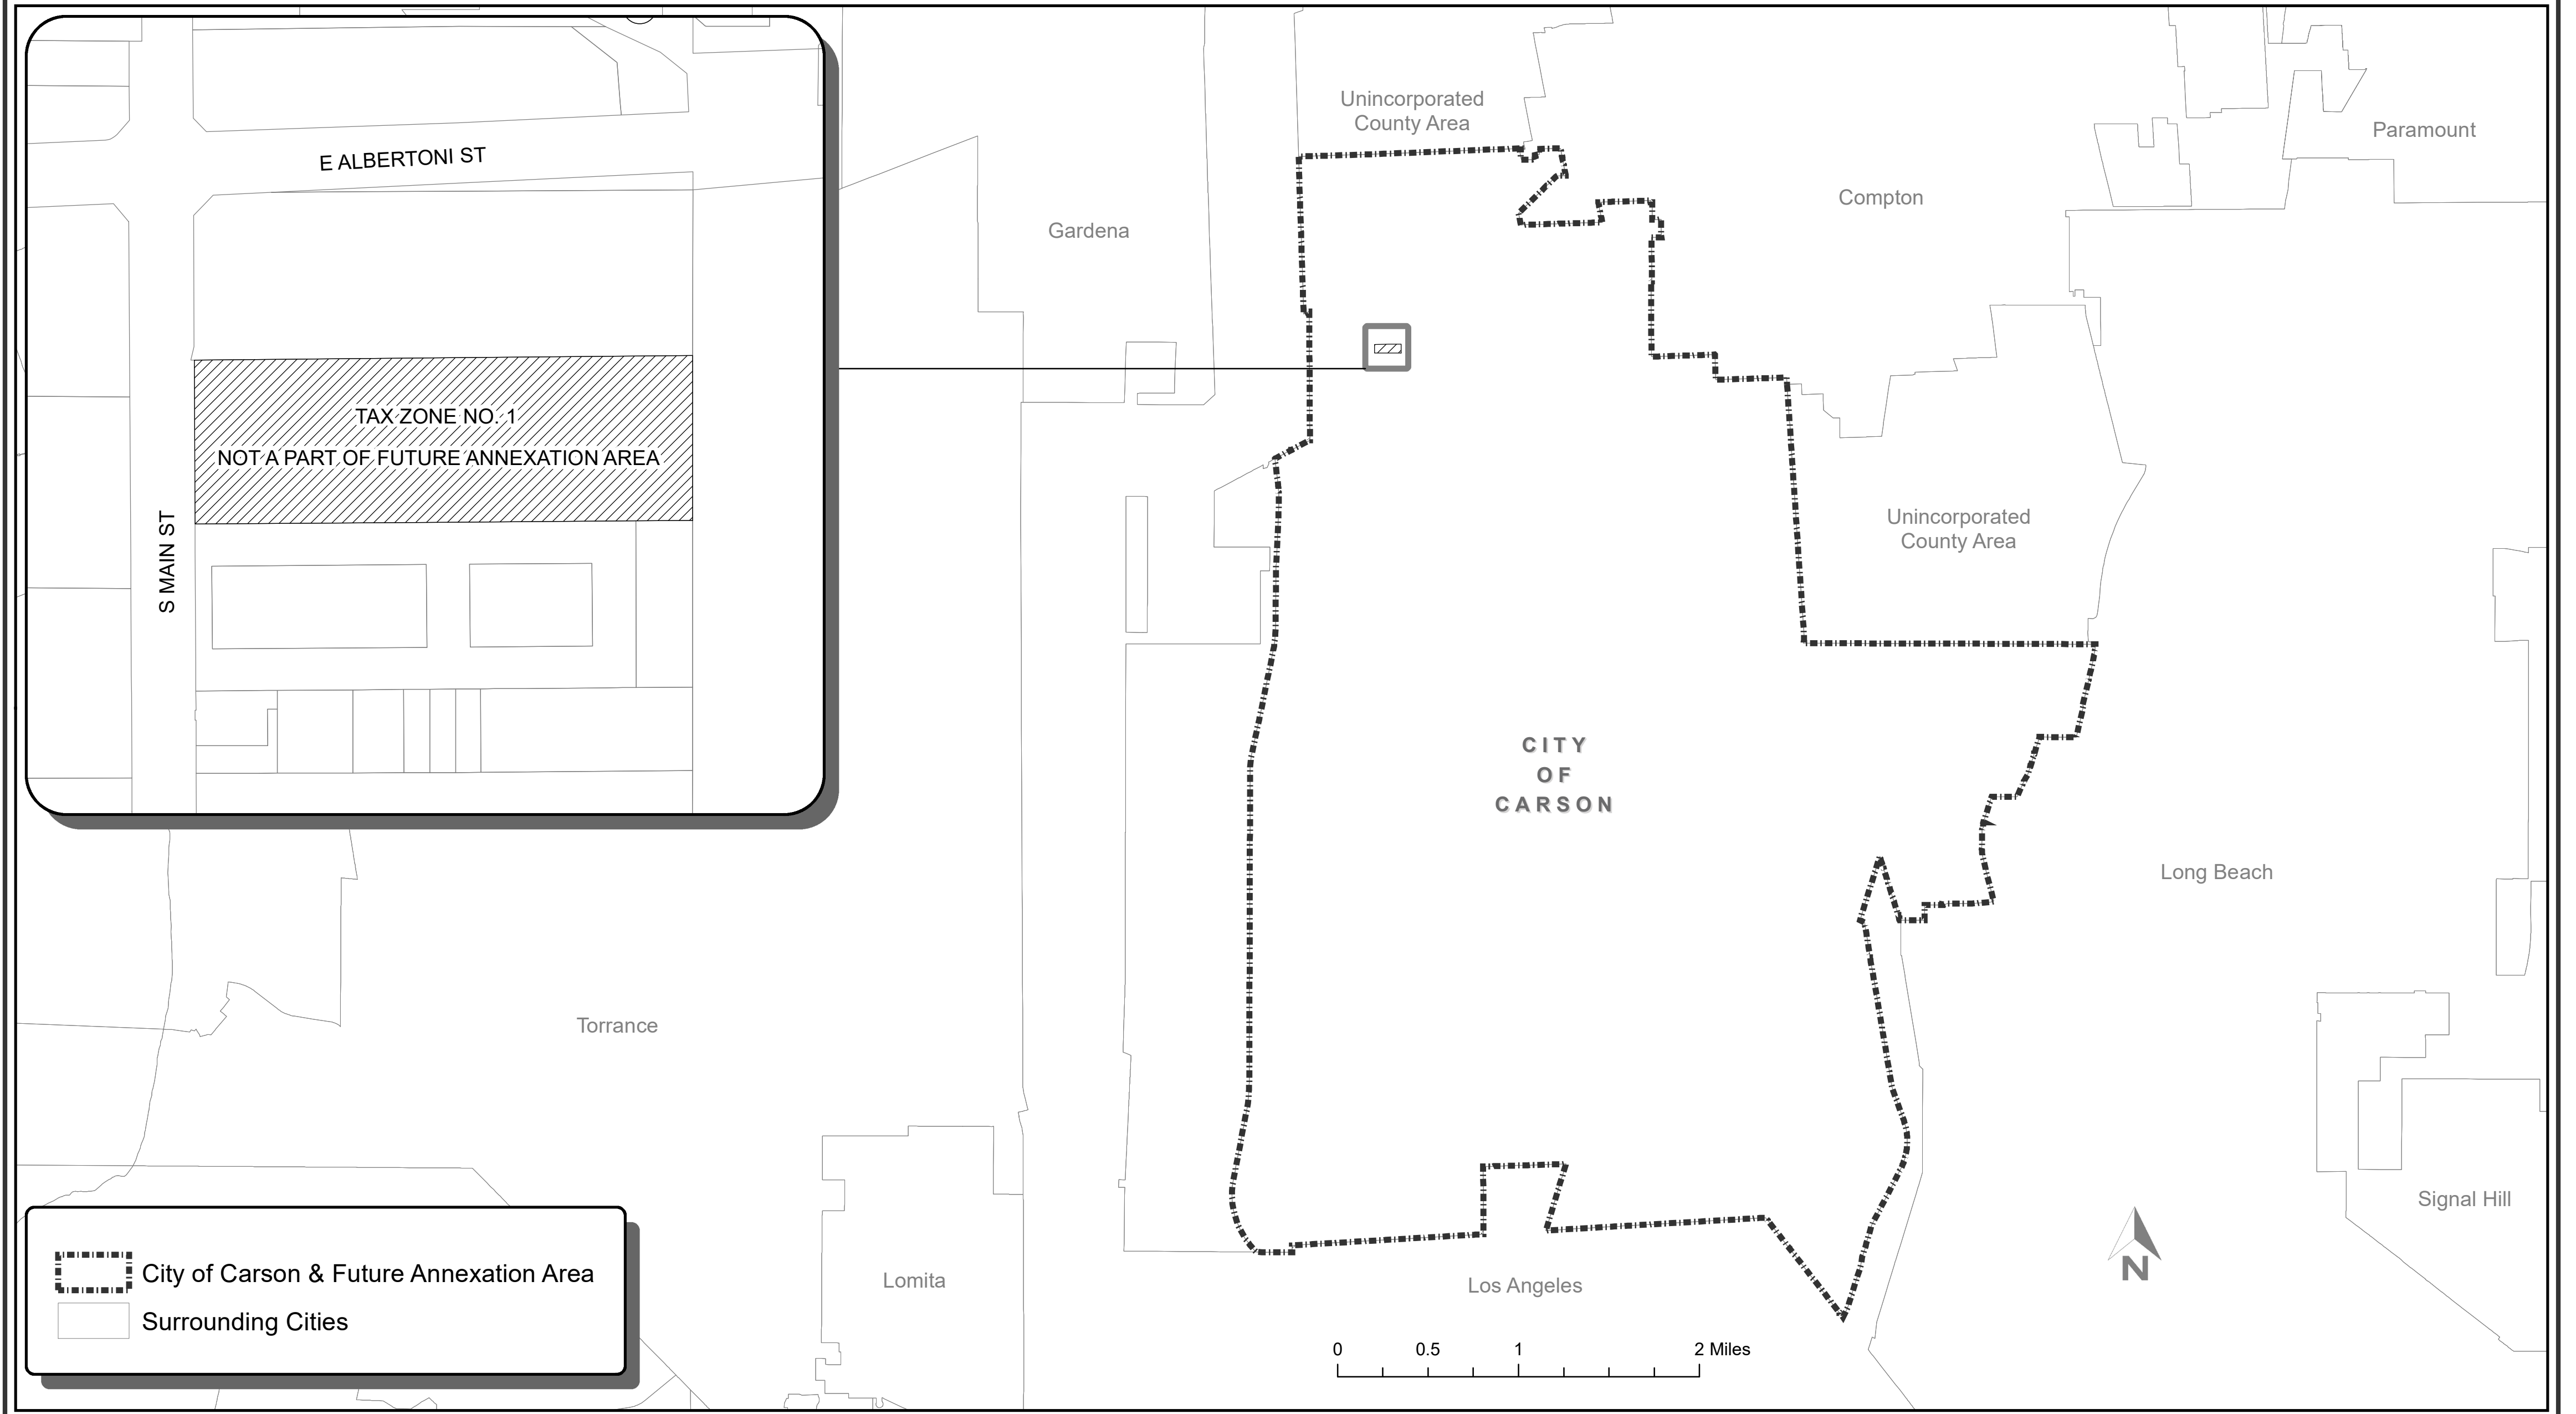 E ALBERTONI ST
TAX ZONE NO. 1
NOT A PART OF FUTURE ANNEXATION AREA
S MAIN ST
Unincorporated
County Area
Paramount
Compton
Gardena
Unincorporated
County Area
CITY
OF
CARSON
Long Beach
Torrance
Signal Hill
Lomita
Los Angeles
N
City of Carson & Future Annexation Area
Surrounding Cities
0 0.5 1 2 Miles